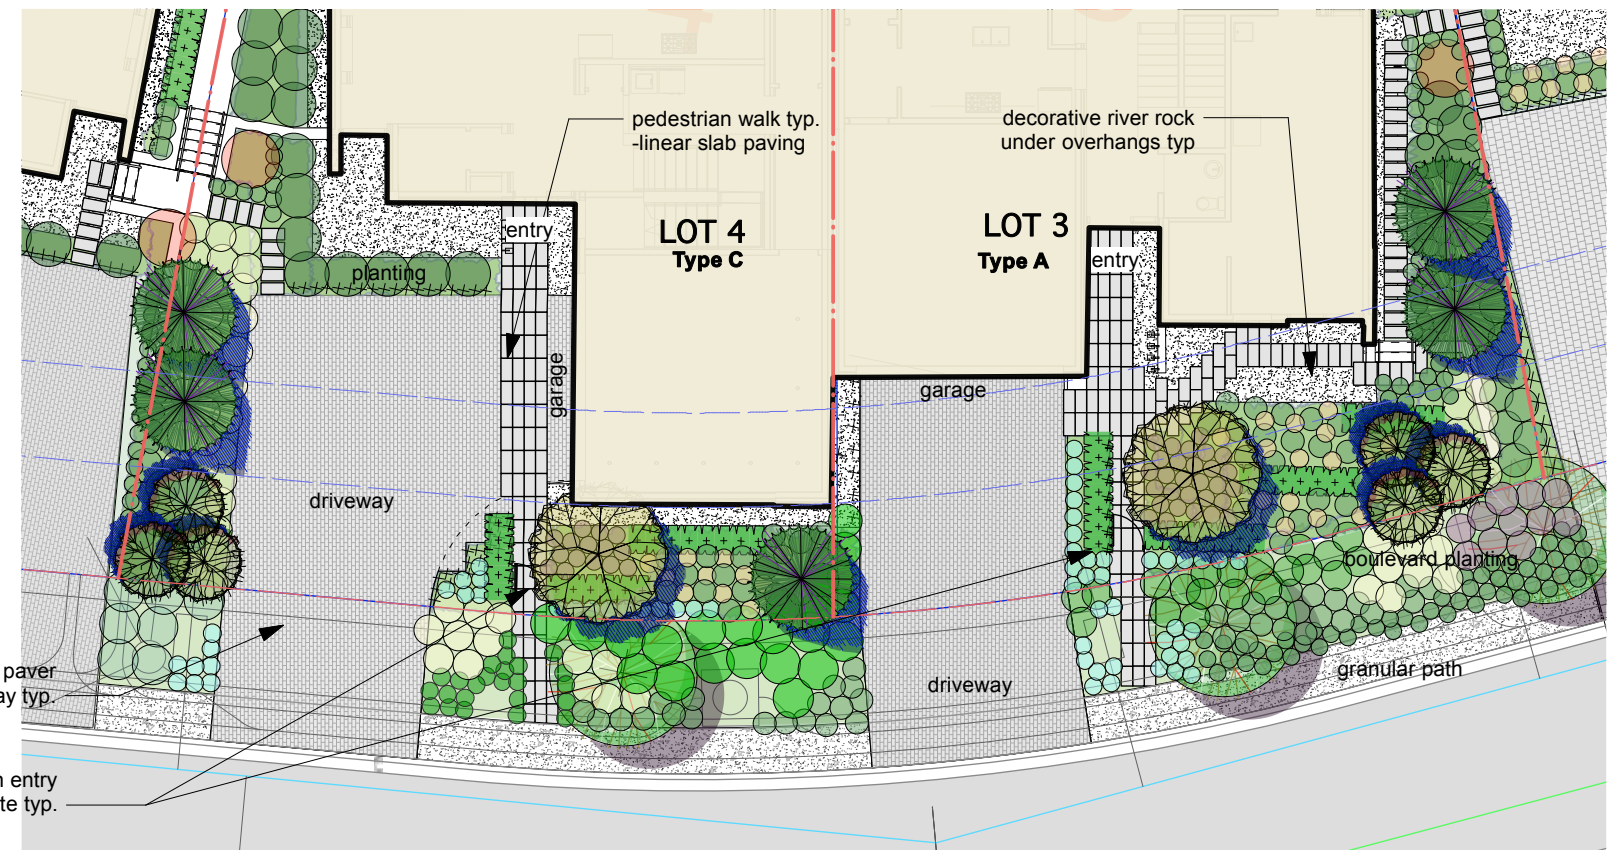 pedestrian walk typ.
-linear slab paving
decorative river rock
under overhangs typ
entry
LOT 4
Type C
LOT 3
Type A
entry
planting
garage
garage
driveway
boulevard planting
paver
ay typ.
driveway
granular path
n entry
te typ.